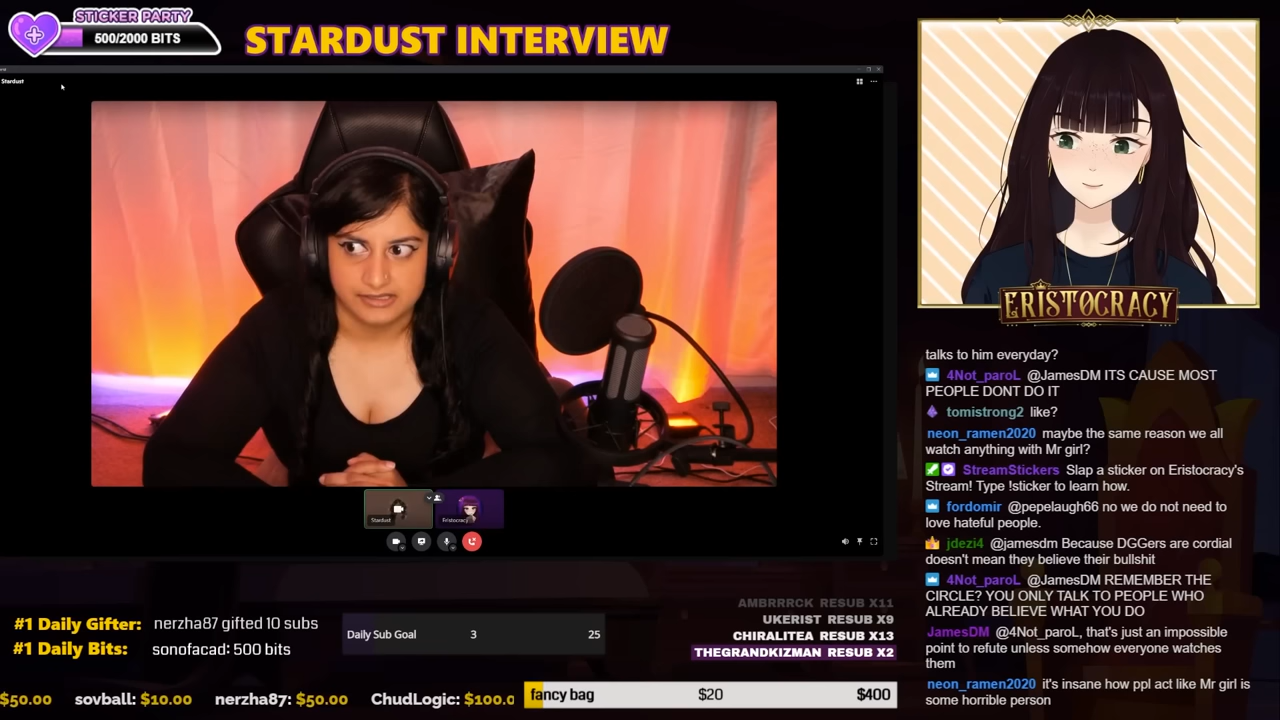 STICKER PARTY
500/2000 BITS
STARDUST INTERVIEW
Stardust
Stardust
Eristocracy
ERISTOCRACY
talks to him everyday?
4Not_paroL @JamesDM ITS CAUSE MOST
PEOPLE DONT DO IT
tomistrong2 like?
neon_ramen2020 maybe the same reason we all
watch anything with Mr girl?
StreamStickers Slap a sticker on Eristocracy's
Stream! Type !sticker to learn how.
fordomir @pepelaugh66 no we do not need to
love hateful people.
jdezi4 @jamesdm Because DGGers are cordial
doesn't mean they believe their bullshit
4Not_paroL @JamesDM REMEMBER THE
CIRCLE? YOU ONLY TALK TO PEOPLE WHO
ALREADY BELIEVE WHAT YOU DO
JamesDM @4Not_paroL, that's just an impossible
point to refute unless somehow everyone watches
them
neon_ramen2020 it's insane how ppl act like Mr girl is
some horrible person
#1 Daily Gifter: nerzha87 gifted 10 subs
#1 Daily Bits: sonofacad: 500 bits
Daily Sub Goal 3 25
AMBRRRCK RESUB X11
UKERIST RESUB X9
CHIRALITEA RESUB X13
THEGRANDKIZMAN RESUB X2
$50.00 sovball: $10.00 nerzha87: $50.00 ChudLogic: $100.0
fancy bag $20 $400